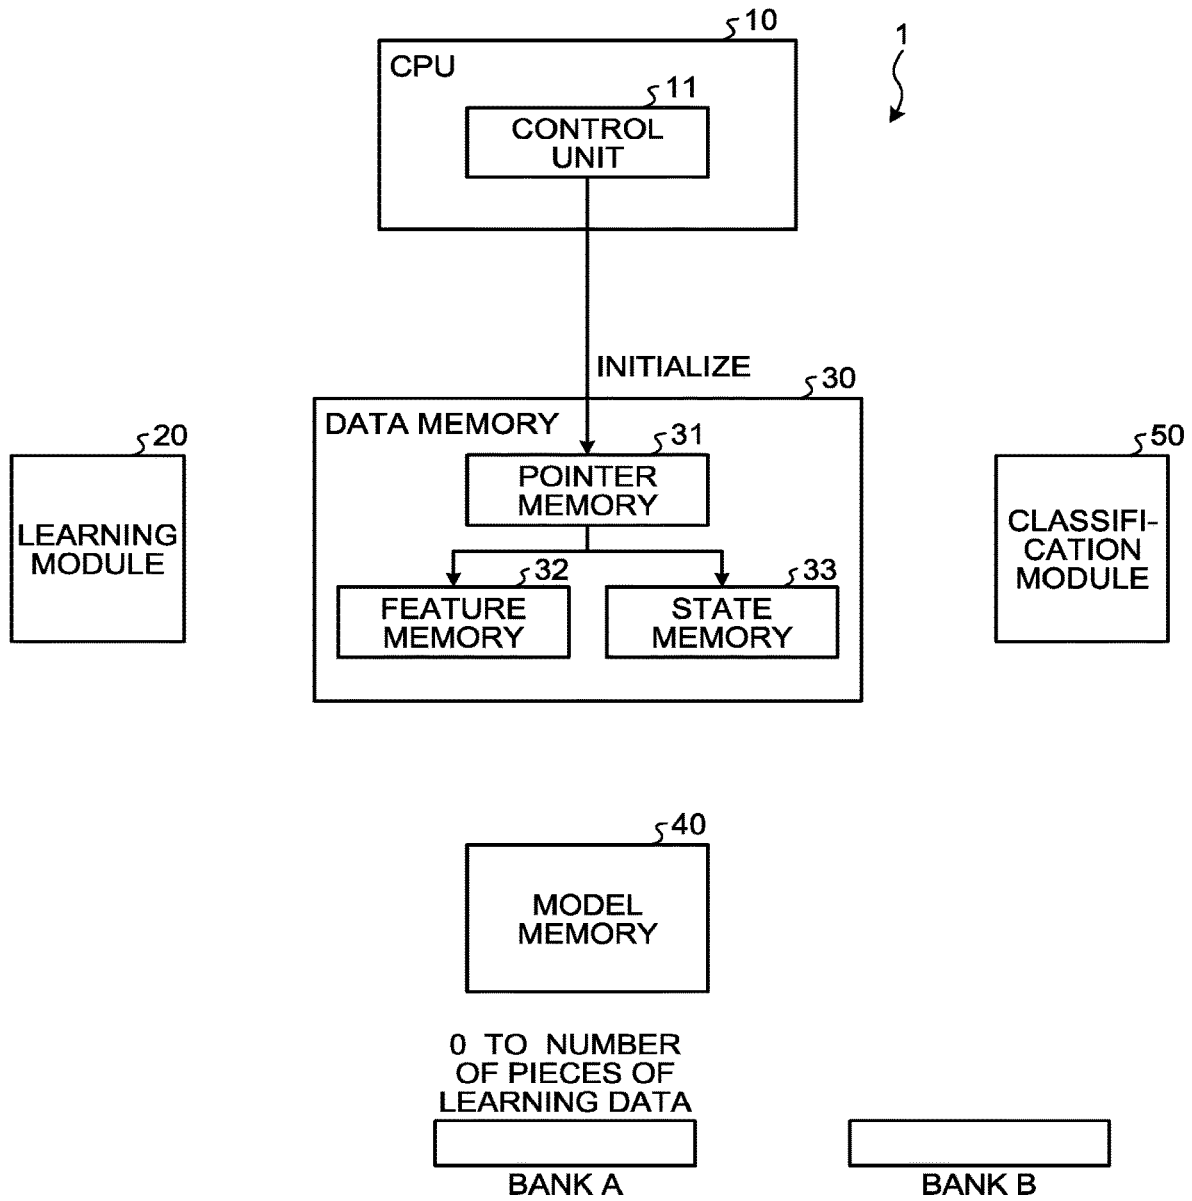 10
1
CPU
11
CONTROL
UNIT
INITIALIZE
30
DATA MEMORY
20
31
50
POINTER
MEMORY
LEARNING
MODULE
CLASSIFI-
CATION
MODULE
32
33
FEATURE
MEMORY
STATE
MEMORY
40
MODEL
MEMORY
0 TO NUMBER
OF PIECES OF
LEARNING DATA
BANK A
BANK B